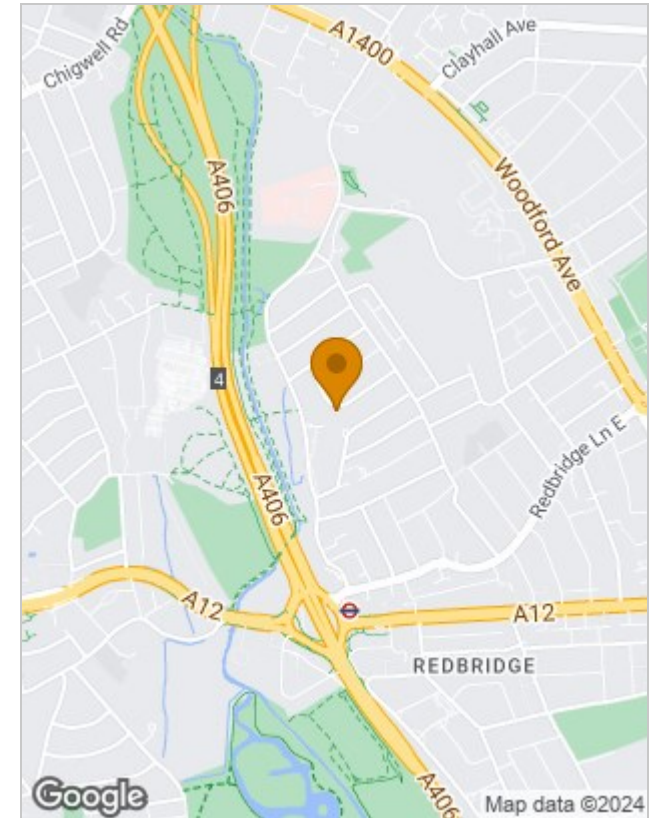 Chigwell Rd
A1400
Clayhall Ave
A406
Woodford Ave
4
Redbridge Ln E
A406
A12
A12
REDBRIDGE
A406
Google
Map data ©2024